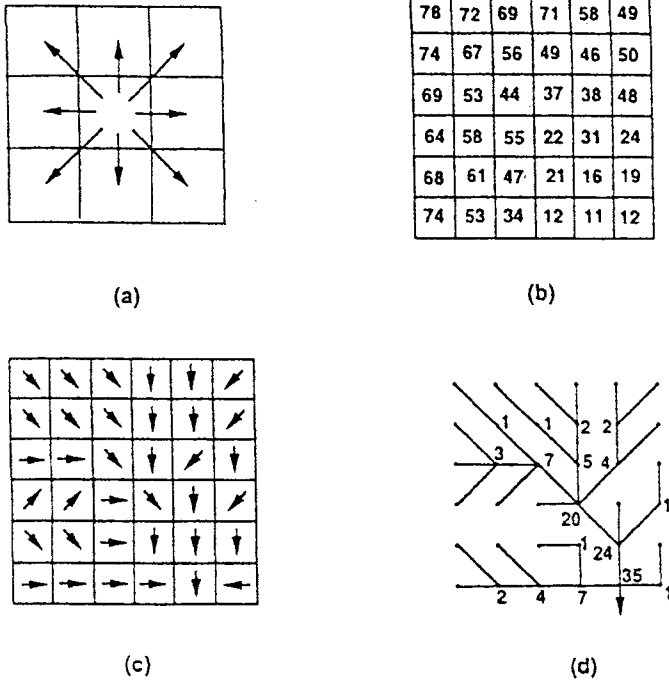 78 72 69 71 58 49
74 67 56 49 46 50
69 53 44 37 38 48
64 58 55 22 31 24
68 61 47 21 16 19
74 53 34 12 11 12
(a)
(b)
1 1 2 2
3 7 5 4
20 1
1 24
2 4 7 35 1
(c)
(d)